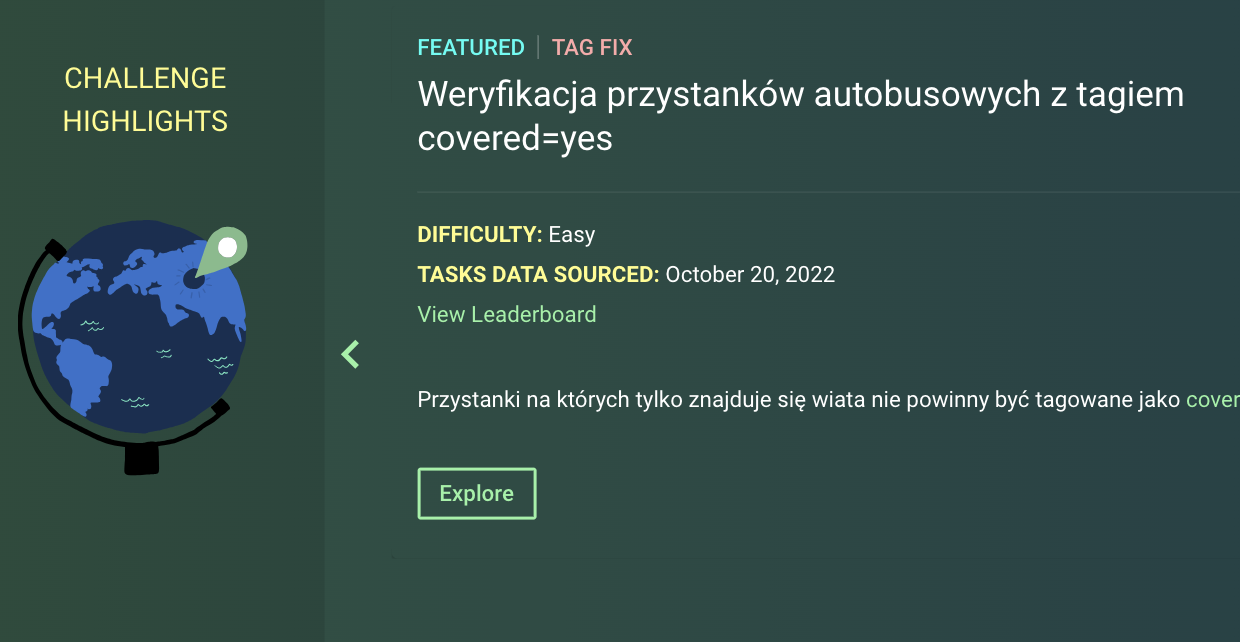 CHALLENGE
HIGHLIGHTS
FEATURED | TAG FIX
Weryfikacja przystanków autobusowych z tagiem
covered=yes
DIFFICULTY: Easy
TASKS DATA SOURCED: October 20, 2022
View Leaderboard
Przystanki na których tylko znajduje się wiata nie powinny być tagowane jako cover
Explore